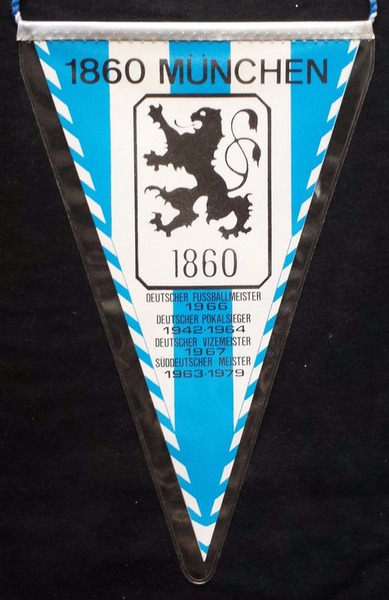 1860 MÜNCHEN
1860
DEUTSCHER FUSSBALLMEISTER
1966
DEUTSCHER POKALSIEGER
1942·1964
DEUTSCHER VIZEMEISTER
1967
SÜDDEUTSCHER MEISTER
1963·1979